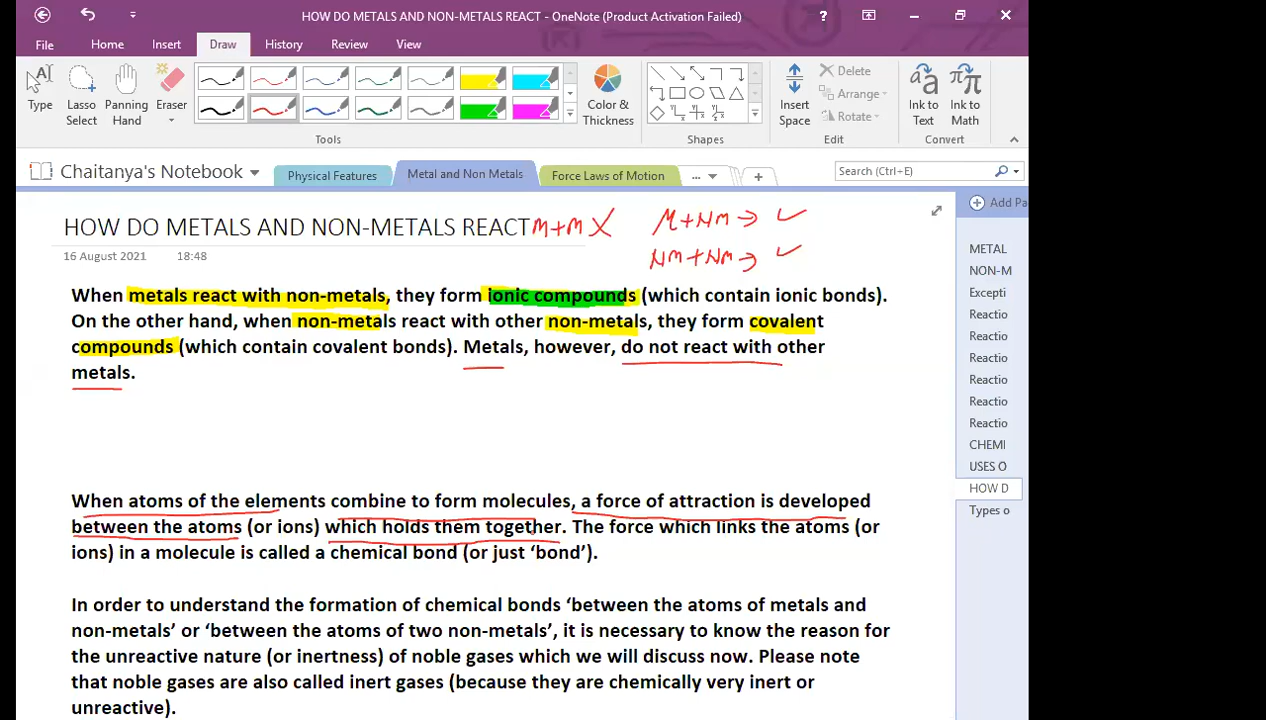 HOW DO METALS AND NON-METALS REACT - OneNote (Product Activation Failed)
?
File Home Insert Draw History Review View
Type
Lasso Select
Panning Hand
Eraser
Color & Thickness
Insert Space
Delete
Arrange
Rotate
Ink to Text
Ink to Math
Tools Shapes Edit Convert
Chaitanya's Notebook Physical Features Metal and Non Metals Force Laws of Motion ... + Search (Ctrl+E)
Add Pa
HOW DO METALS AND NON-METALS REACT M+M X M+Nm → ✓
16 August 2021 18:48 Nm+Nm → ✓
When metals react with non-metals, they form ionic compounds (which contain ionic bonds).
On the other hand, when non-metals react with other non-metals, they form covalent
compounds (which contain covalent bonds). Metals, however, do not react with other
metals.
When atoms of the elements combine to form molecules, a force of attraction is developed
between the atoms (or ions) which holds them together. The force which links the atoms (or
ions) in a molecule is called a chemical bond (or just ‘bond’).
In order to understand the formation of chemical bonds ‘between the atoms of metals and
non-metals’ or ‘between the atoms of two non-metals’, it is necessary to know the reason for
the unreactive nature (or inertness) of noble gases which we will discuss now. Please note
that noble gases are also called inert gases (because they are chemically very inert or
unreactive).
METAL
NON-M
Excepti
Reactio
Reactio
Reactio
Reactio
Reactio
Reactio
CHEMI
USES O
HOW D
Types o